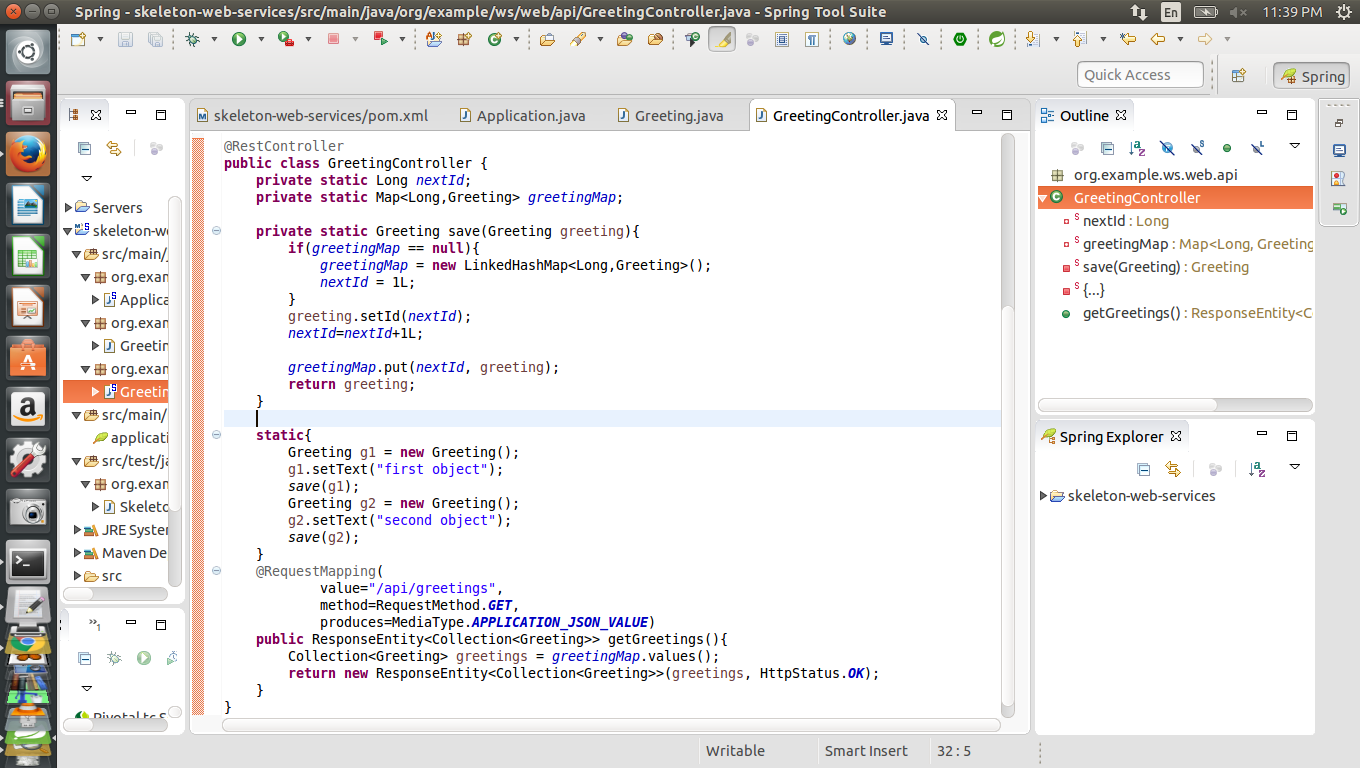 Spring - skeleton-web-services/src/main/java/org/example/ws/web/api/GreetingController.java - Spring Tool Suite
En
11:39 PM
Quick Access
Spring
skeleton-web-services/pom.xml
Application.java
Greeting.java
GreetingController.java
Servers
skeleton-w
src/main/j
org.exan
Applica
org.exan
Greetin
org.exan
Greetin
src/main/
applicati
src/test/ja
org.exan
Skeleto
JRE System
Maven De
src
»1
Pivotal tc S
@RestController
public class GreetingController {
    private static Long nextId;
    private static Map<Long,Greeting> greetingMap;
    private static Greeting save(Greeting greeting){
        if(greetingMap == null){
            greetingMap = new LinkedHashMap<Long,Greeting>();
            nextId = 1L;
        }
        greeting.setId(nextId);
        nextId=nextId+1L;
        greetingMap.put(nextId, greeting);
        return greeting;
    }
    static{
        Greeting g1 = new Greeting();
        g1.setText("first object");
        save(g1);
        Greeting g2 = new Greeting();
        g2.setText("second object");
        save(g2);
    }
    @RequestMapping(
            value="/api/greetings",
            method=RequestMethod.GET,
            produces=MediaType.APPLICATION_JSON_VALUE)
    public ResponseEntity<Collection<Greeting>> getGreetings(){
        Collection<Greeting> greetings = greetingMap.values();
        return new ResponseEntity<Collection<Greeting>>(greetings, HttpStatus.OK);
    }
}
Outline
org.example.ws.web.api
GreetingController
nextId : Long
greetingMap : Map<Long, Greeting
save(Greeting) : Greeting
{...}
getGreetings() : ResponseEntity<C
Spring Explorer
skeleton-web-services
Writable
Smart Insert
32 : 5